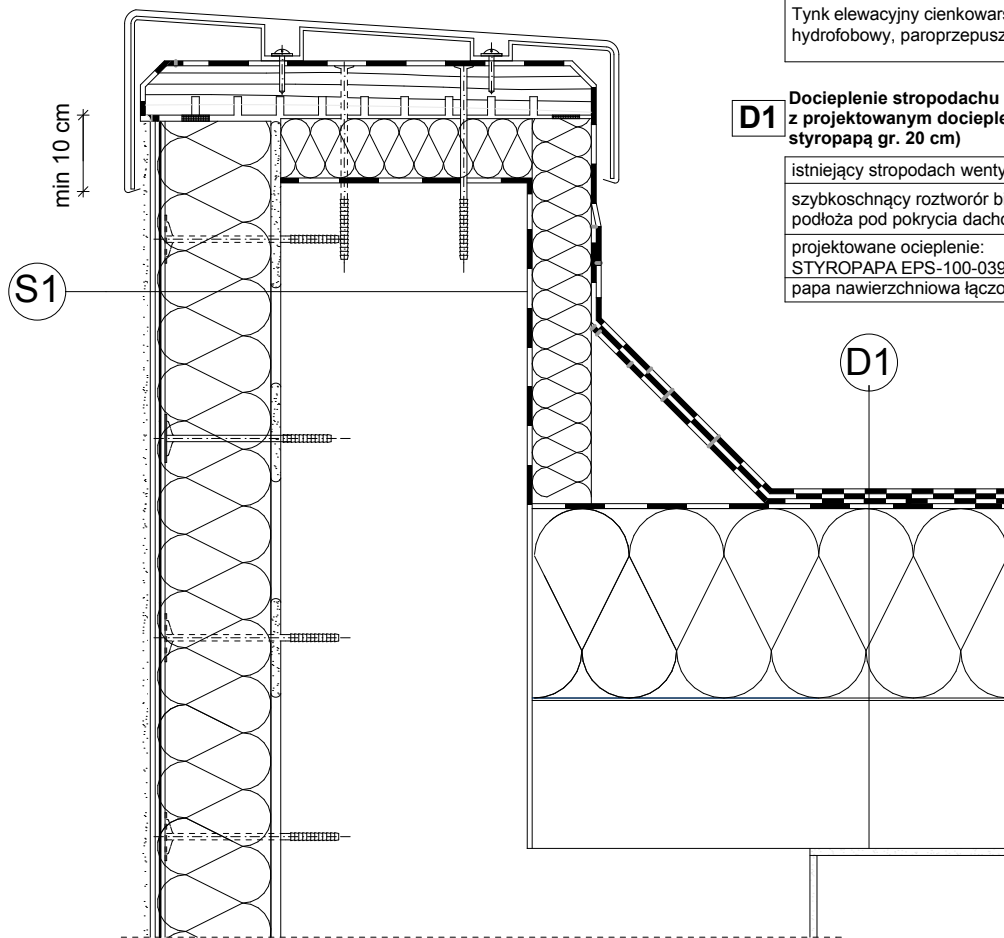 Tynk elewacyjny cienkowars
hydrofobowy, paroprzepusz
D1
Docieplenie stropodachu
z projektowanym docieple
styropapą gr. 20 cm)
istniejący stropodach wenty
szybkoschnący roztworór b
podłoża pod pokrycia dacho
projektowane ocieplenie:
STYROPAPA EPS-100-039
papa nawierzchniowa łączo
min 10 cm
S1
D1